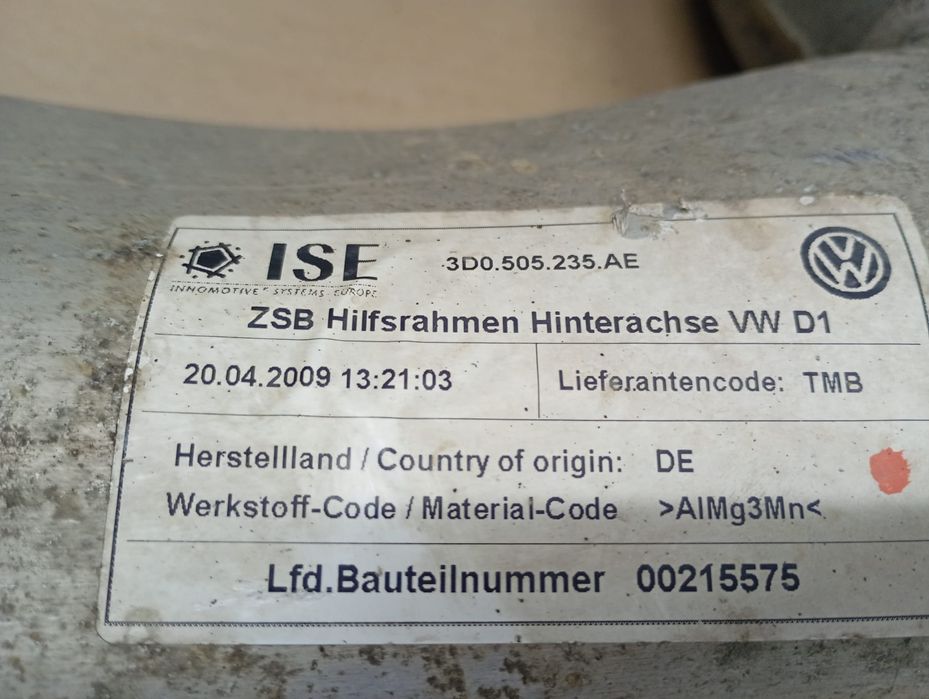 ISE
INNOMOTIVE SYSTEMS EUROPE
3D0.505.235.AE
VW
ZSB Hilfsrahmen Hinterachse VW D1
20.04.2009 13:21:03
Lieferantencode: TMB
Herstellland / Country of origin: DE
Werkstoff-Code / Material-Code >AlMg3Mn<
Lfd.Bauteilnummer 00215575